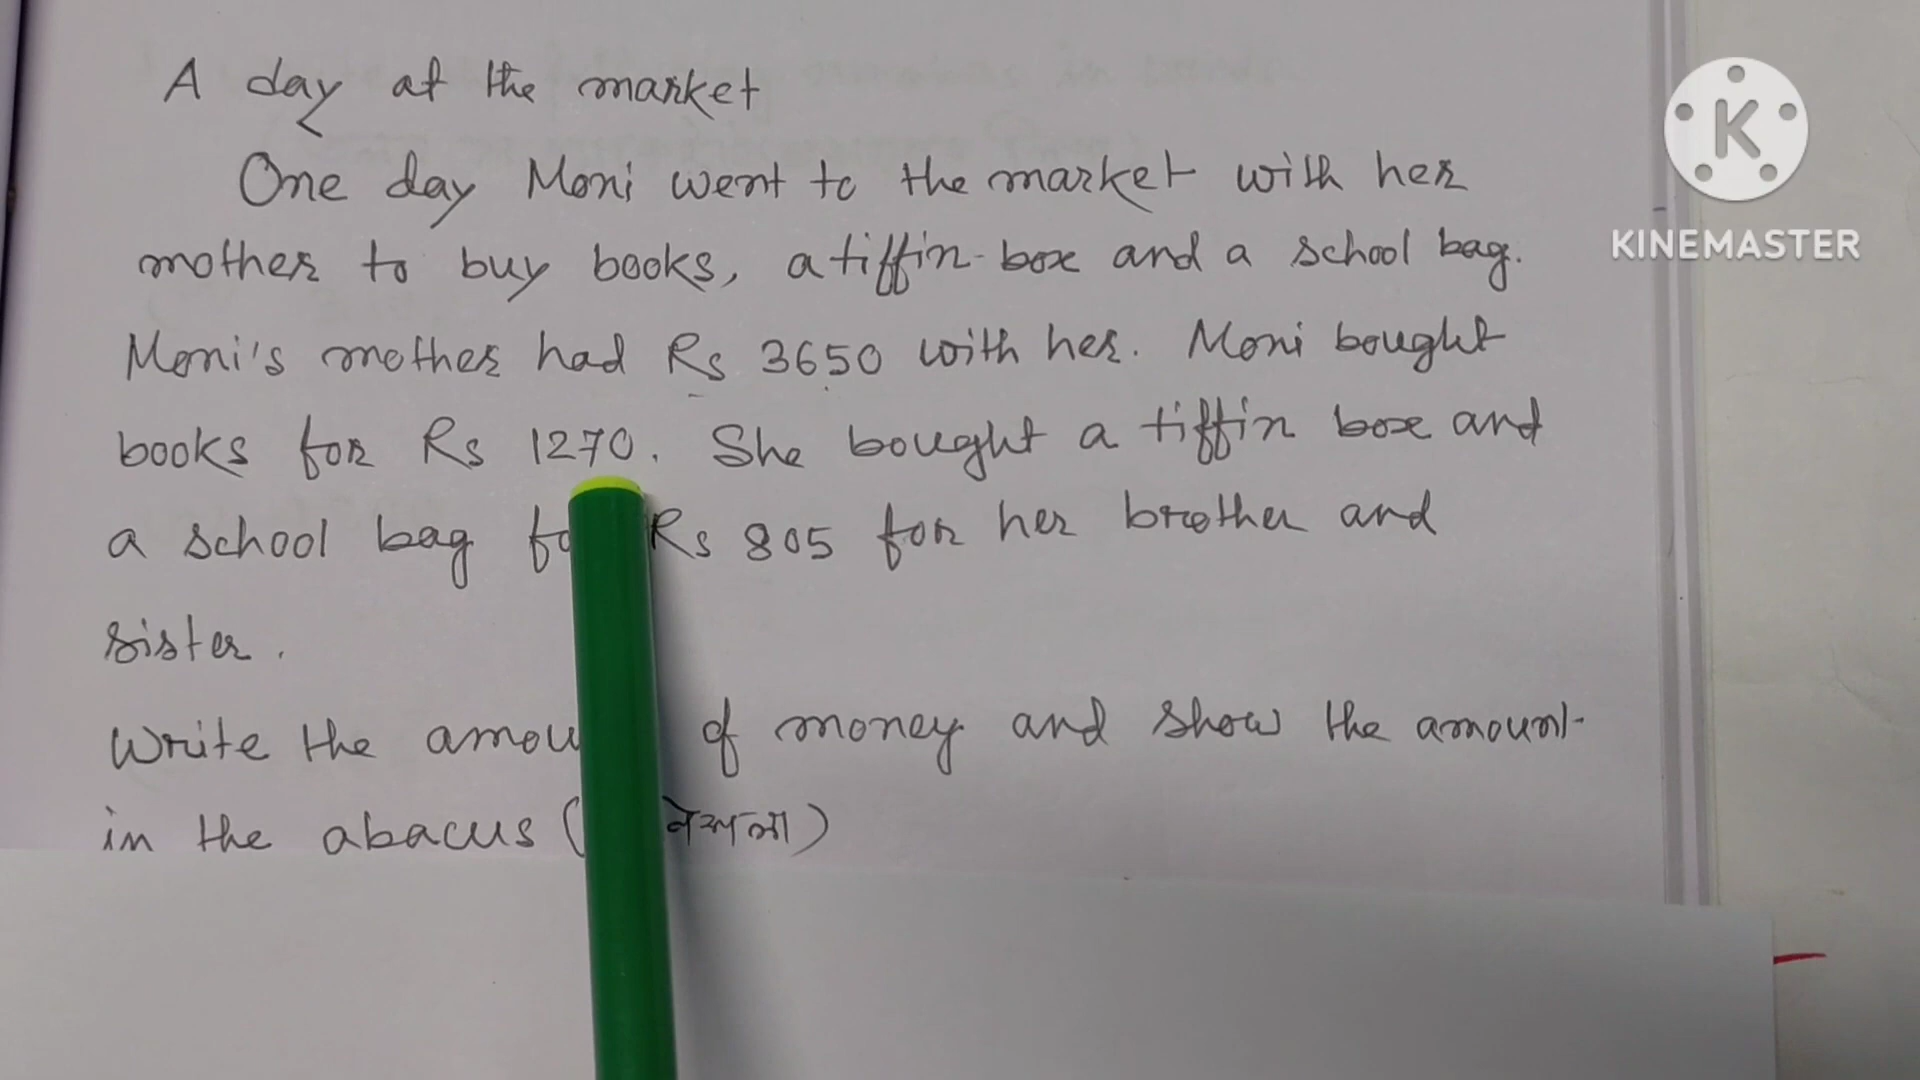 A day at the market
One day Moni went to the market with her
mother to buy books, a tiffin-box and a school bag.
Moni's mother had Rs 3650 with her. Moni bought
books for Rs 1270. She bought a tiffin box and
a school bag Rs 805 for her brother and
sister.
Write the of money and show the amount
in the abacus (
K
KINEMASTER